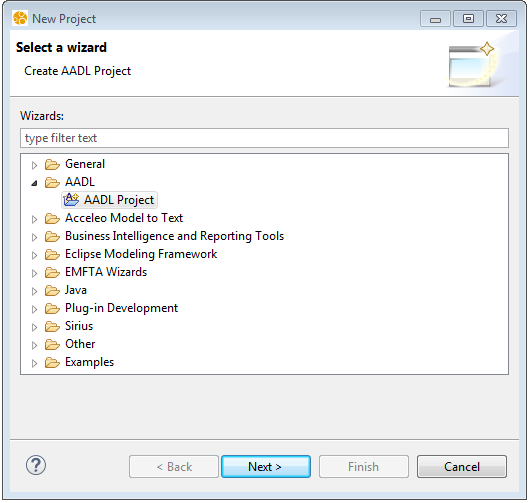 New Project
Select a wizard
Create AADL Project
Wizards:
type filter text
General
AADL
AADL Project
Acceleo Model to Text
Business Intelligence and Reporting Tools
Eclipse Modeling Framework
EMFTA Wizards
Java
Plug-in Development
Sirius
Other
Examples
? < Back Next > Finish Cancel